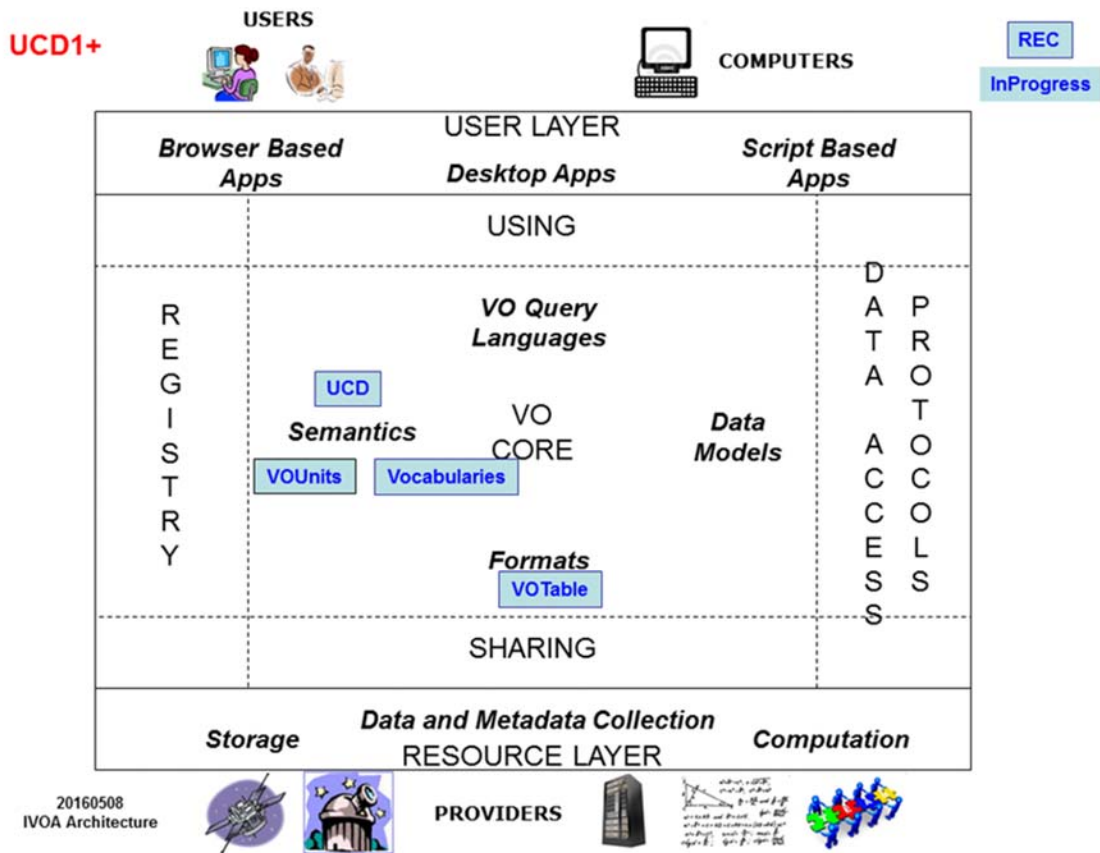 UCD1+
USERS
COMPUTERS
REC
InProgress
USER LAYER
Browser Based
Apps
Desktop Apps
Script Based
Apps
USING
REGISTRY
VO Query
Languages
UCD
Semantics
VOUnits
Vocabularies
VO
CORE
Data
Models
Formats
VOTable
DATA ACCESS
PROTOCOLS
SHARING
Storage
Data and Metadata Collection
RESOURCE LAYER
Computation
20160508
IVOA Architecture
PROVIDERS